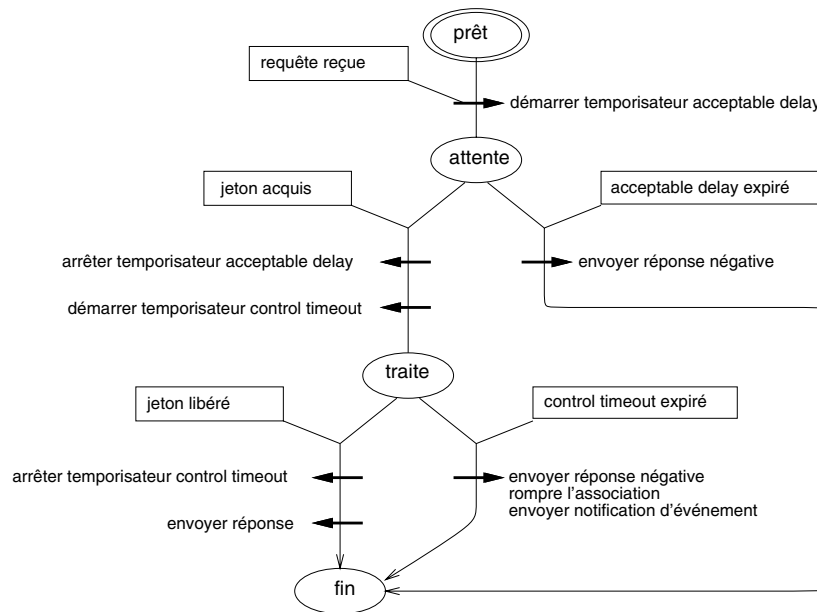 prêt
requête reçue
démarrer temporisateur acceptable delay
attente
jeton acquis
acceptable delay expiré
arrêter temporisateur acceptable delay
envoyer réponse négative
démarrer temporisateur control timeout
traite
jeton libéré
control timeout expiré
arrêter temporisateur control timeout
envoyer réponse négative
rompre l'association
envoyer notification d'événement
envoyer réponse
fin